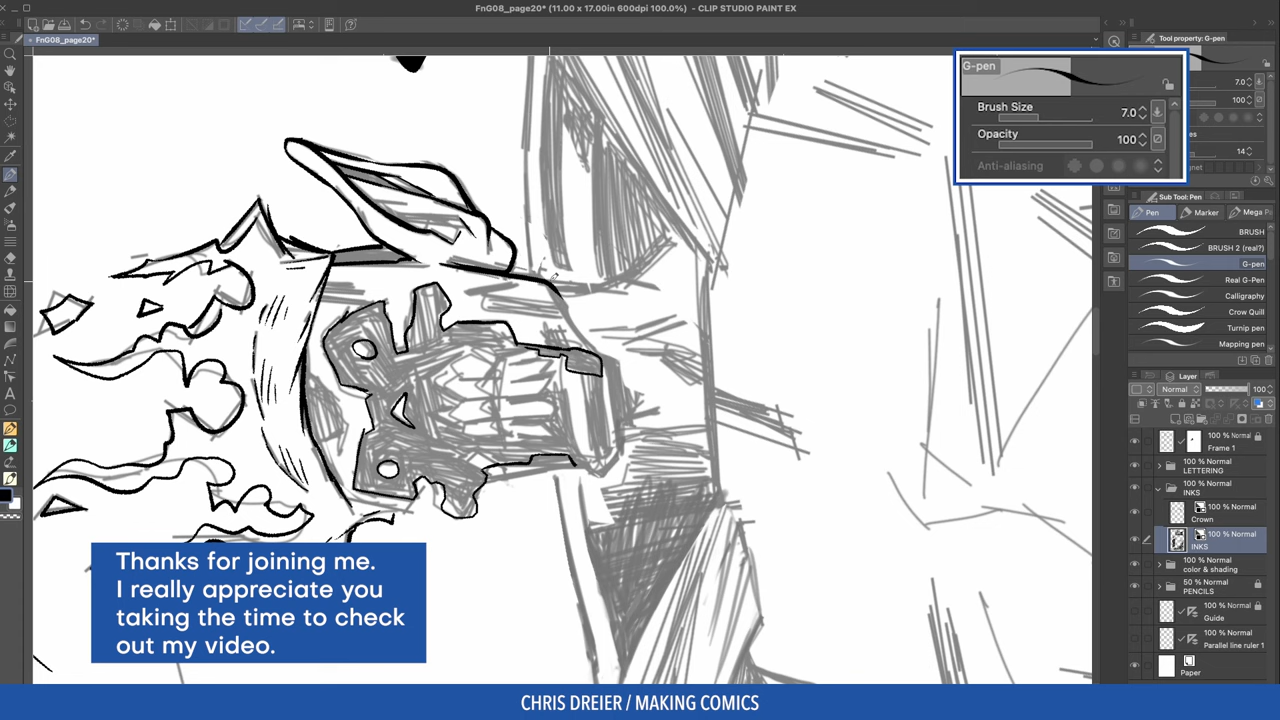 FnG08_page20* (11.00 x 17.00in 600dpi 100.0%) - CLIP STUDIO PAINT EX
FnG08_page20*
Tool property: G-pen
7.0
100
14
G-pen
Brush Size
7.0
Opacity
100
Anti-aliasing
Sub Tool: Pen
Pen
Marker
Mega P
BRUSH
BRUSH 2 (real?)
G-pen
Real G-Pen
Calligraphy
Crow Quill
Turnip pen
Mapping pen
Layer
Normal
100
100 % Normal
Frame 1
100 % Normal
LETTERING
100 % Normal
INKS
100 % Normal
Crown
100 % Normal
INKS
100 % Normal
color & shading
50 % Normal
PENCILS
100 % Normal
Guide
100 % Normal
Parallel line ruler 1
Paper
Thanks for joining me.
I really appreciate you
taking the time to check
out my video.
CHRIS DREIER / MAKING COMICS